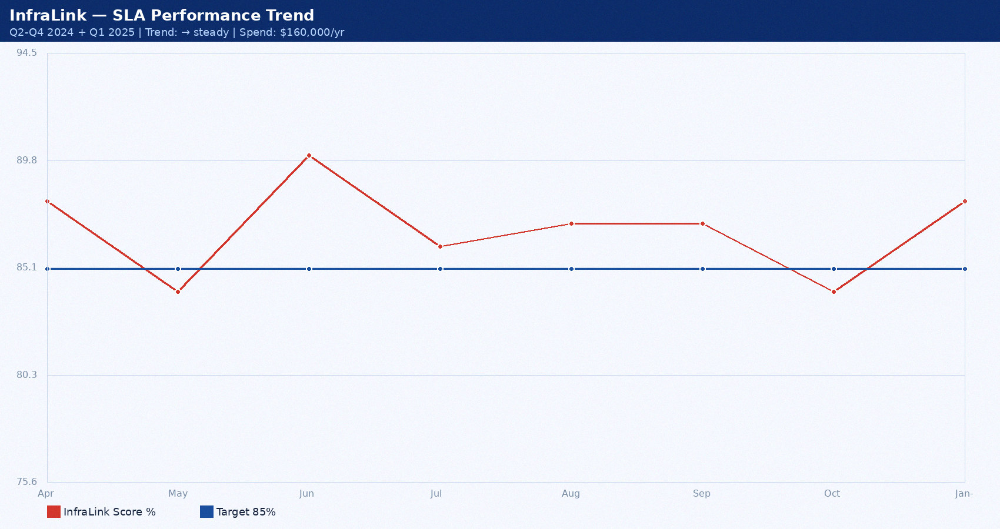 InfraLink — SLA Performance Trend
Q2-Q4 2024 + Q1 2025 | Trend: → steady | Spend: $160,000/yr
94.5
89.8
85.1
80.3
75.6
Apr May Jun Jul Aug Sep Oct Jan-
InfraLink Score % Target 85%